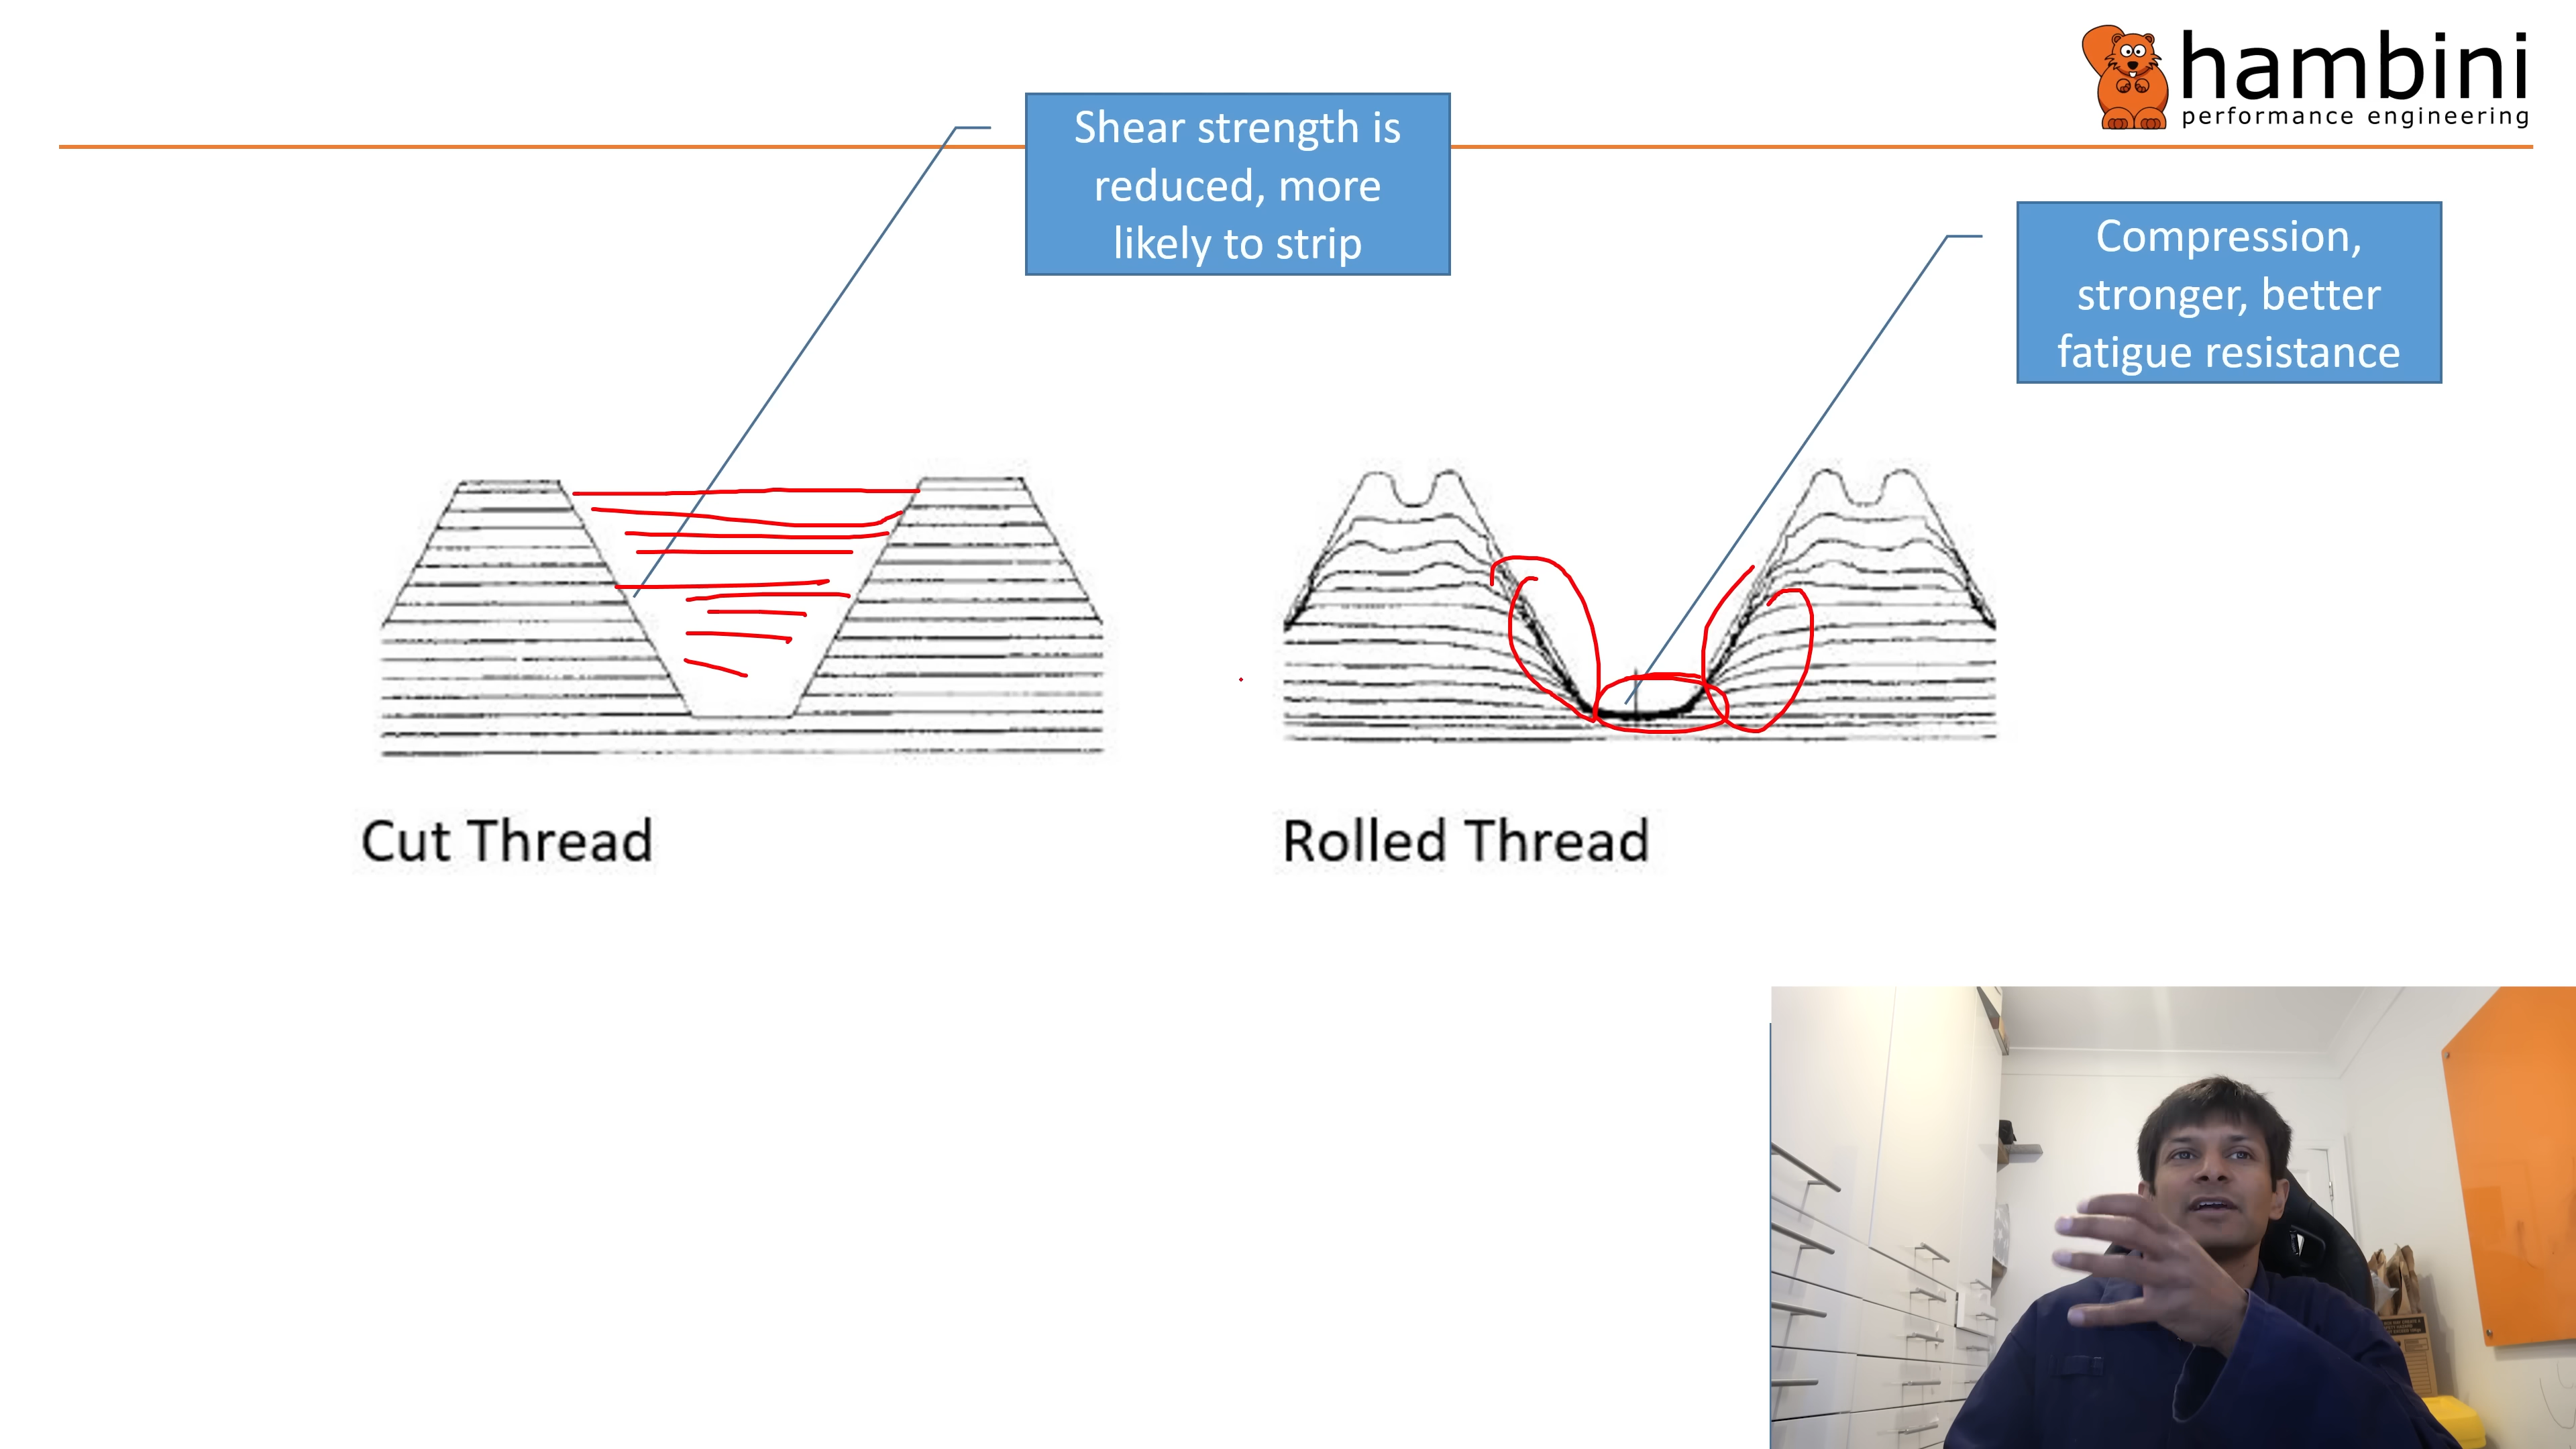 hambini
performance engineering
Shear strength is
reduced, more
likely to strip
Compression,
stronger, better
fatigue resistance
Cut Thread
Rolled Thread